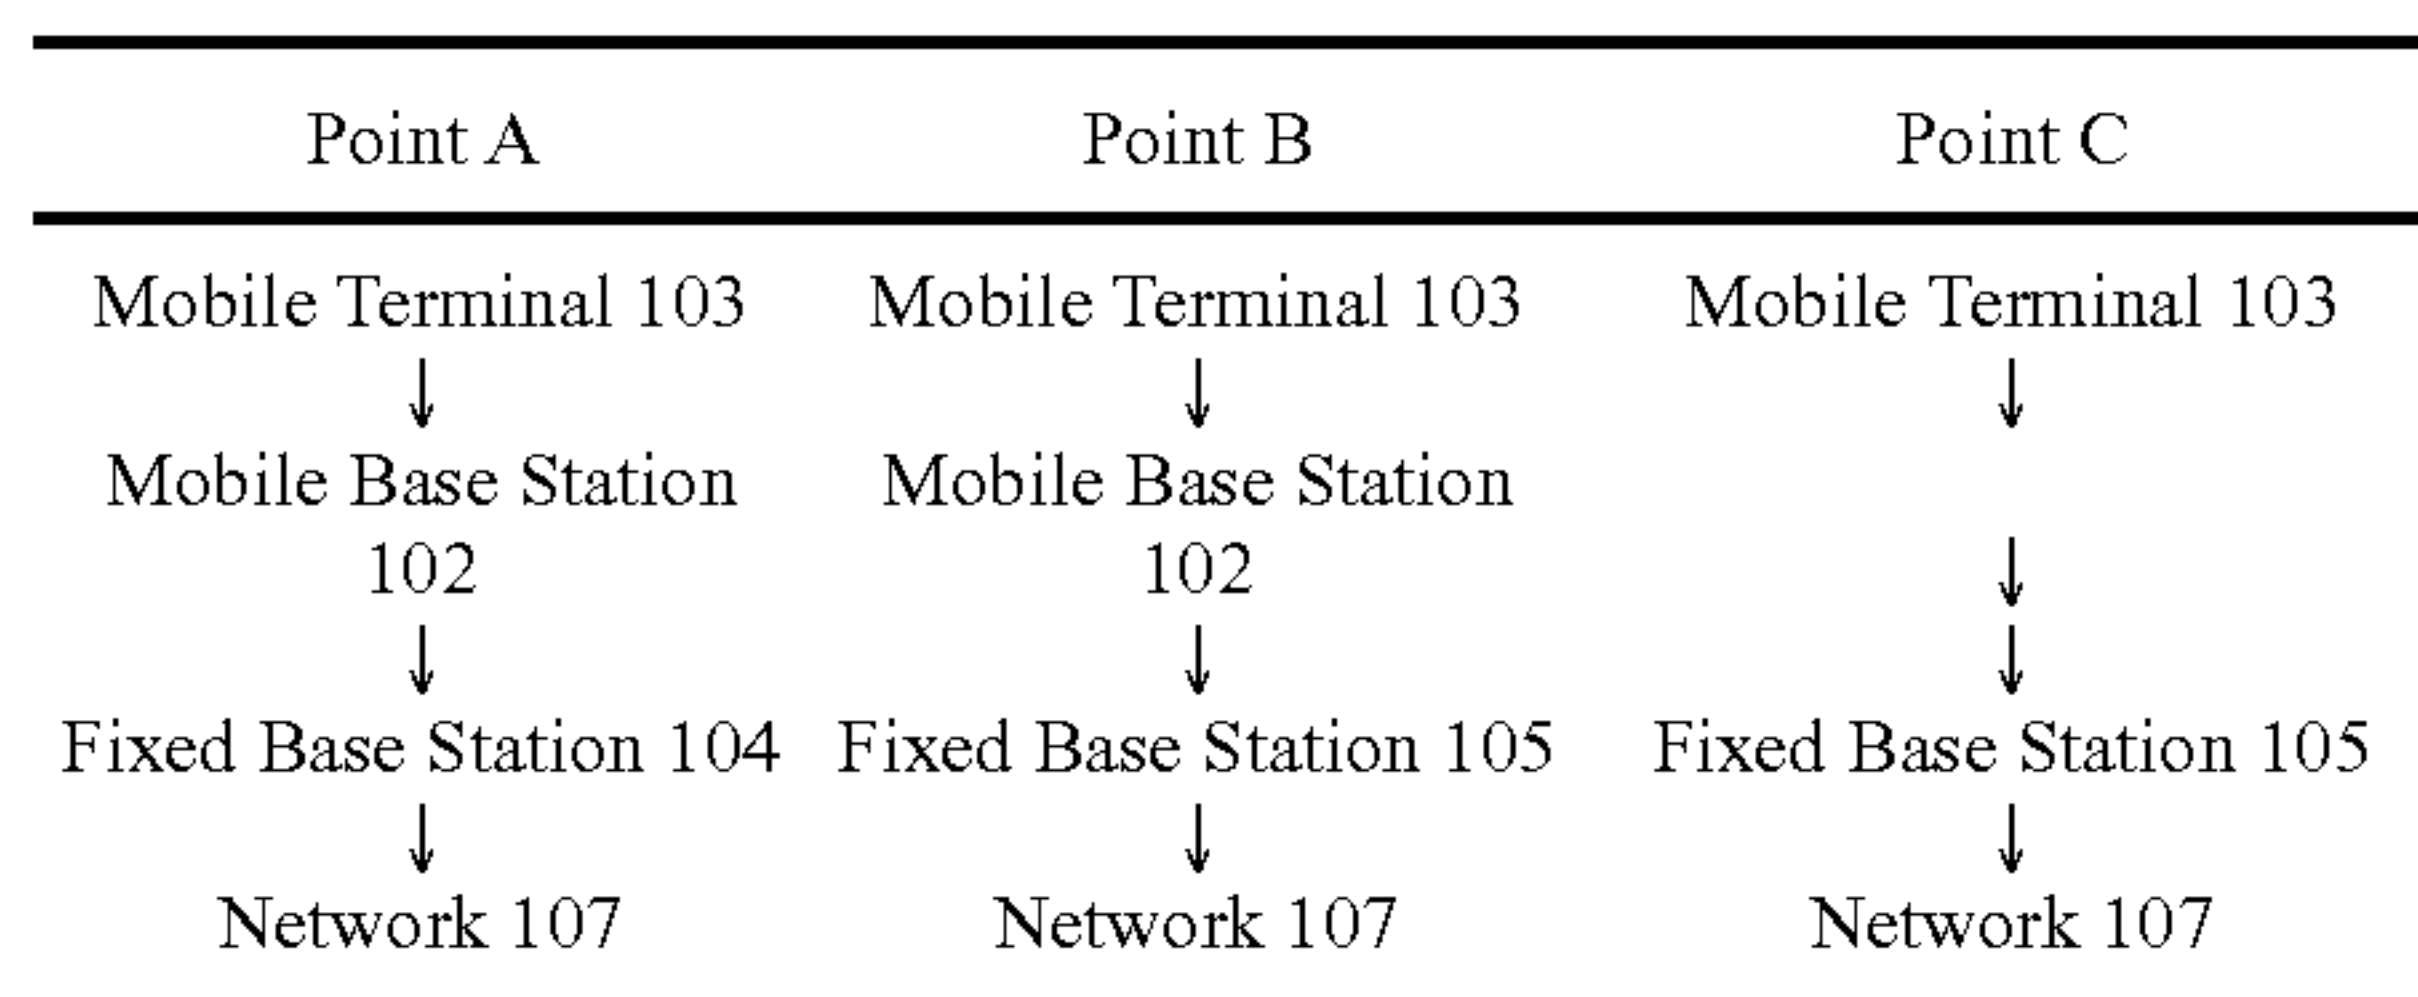 Point A Point B Point C
Mobile Terminal 103 Mobile Terminal 103 Mobile Terminal 103
↓ ↓ ↓
Mobile Base Station Mobile Base Station
102 102 ↓
↓ ↓ ↓
Fixed Base Station 104 Fixed Base Station 105 Fixed Base Station 105
↓ ↓ ↓
Network 107 Network 107 Network 107